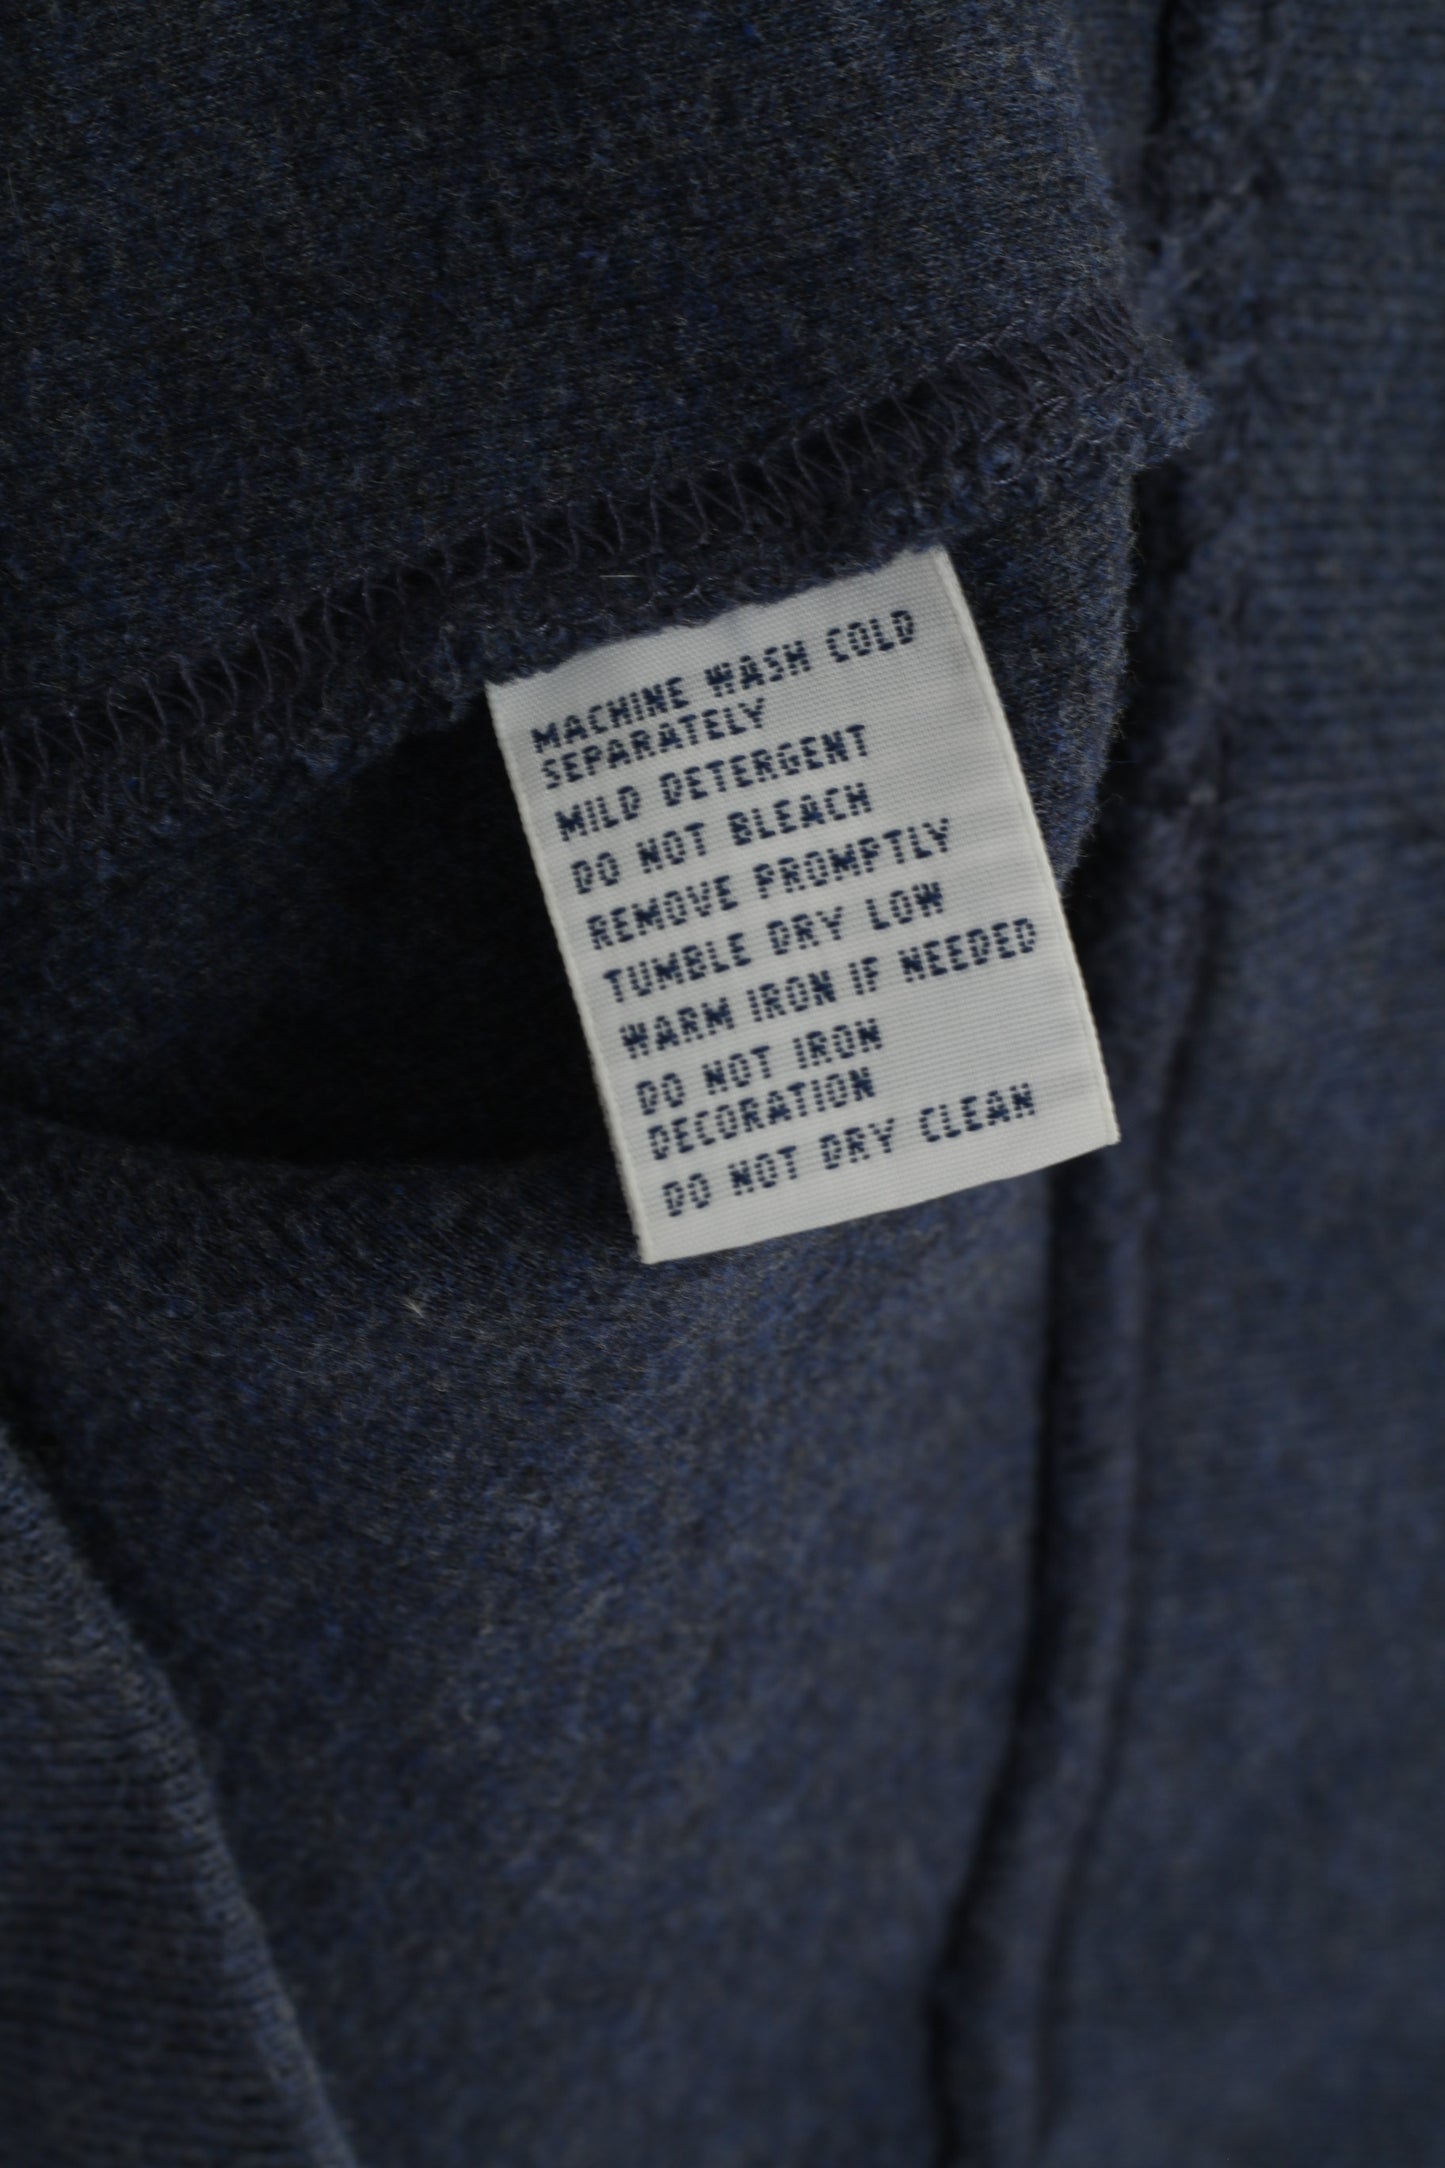 MACHINE WASH COLD
SEPARATELY
MILD DETERGENT
DO NOT BLEACH
REMOVE PROMPTLY
TUMBLE DRY LOW
WARM IRON IF NEEDED
DO NOT IRON
DECORATION
DO NOT DRY CLEAN